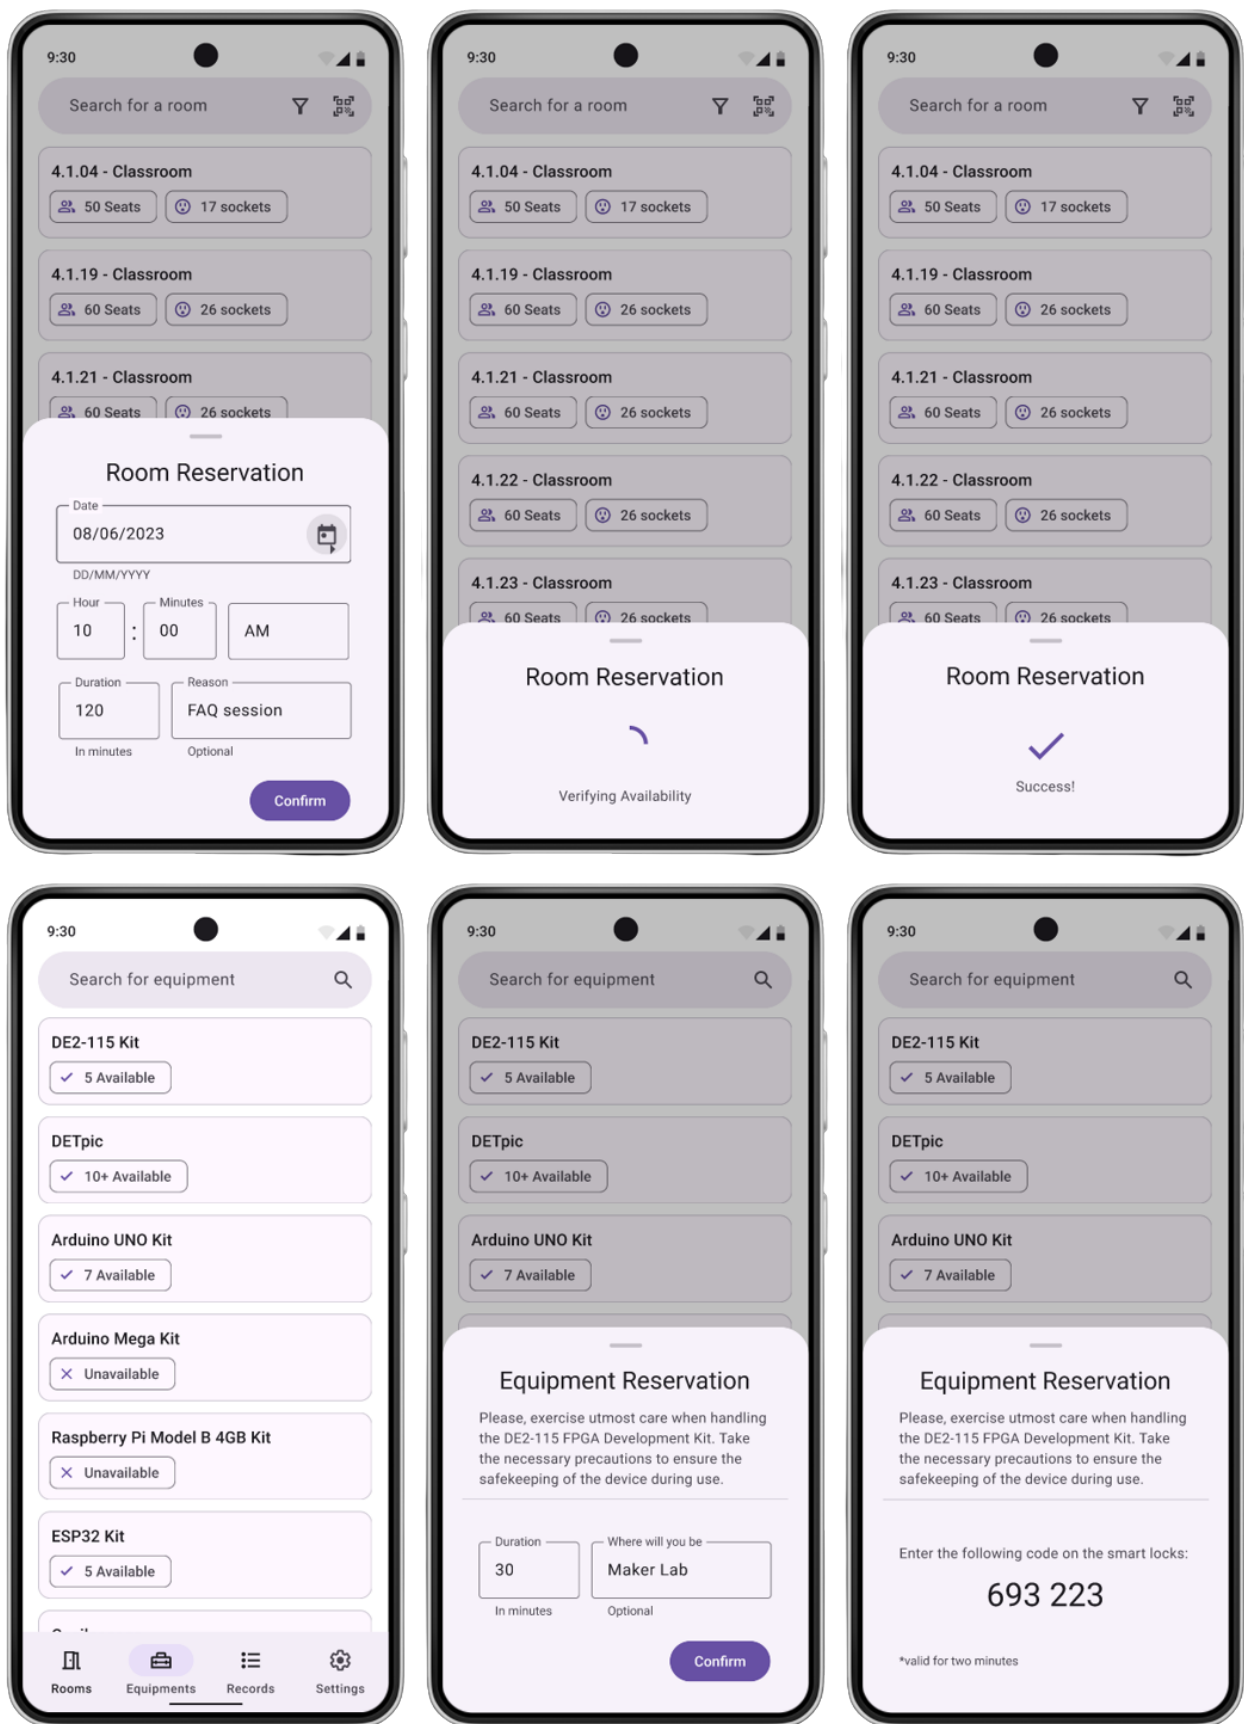 9:30
Search for a room
4.1.04 - Classroom
50 Seats 17 sockets
4.1.19 - Classroom
60 Seats 26 sockets
4.1.21 - Classroom
60 Seats 26 sockets
Room Reservation
Date
08/06/2023
DD/MM/YYYY
Hour Minutes
10 : 00 AM
Duration Reason
120 FAQ session
In minutes Optional
Confirm
9:30
Search for a room
4.1.04 - Classroom
50 Seats 17 sockets
4.1.19 - Classroom
60 Seats 26 sockets
4.1.21 - Classroom
60 Seats 26 sockets
4.1.22 - Classroom
60 Seats 26 sockets
4.1.23 - Classroom
60 Seats 26 sockets
Room Reservation
Verifying Availability
9:30
Search for a room
4.1.04 - Classroom
50 Seats 17 sockets
4.1.19 - Classroom
60 Seats 26 sockets
4.1.21 - Classroom
60 Seats 26 sockets
4.1.22 - Classroom
60 Seats 26 sockets
4.1.23 - Classroom
60 Seats 26 sockets
Room Reservation
Success!
9:30
Search for equipment
DE2-115 Kit
5 Available
DETpic
10+ Available
Arduino UNO Kit
7 Available
Arduino Mega Kit
Unavailable
Raspberry Pi Model B 4GB Kit
Unavailable
ESP32 Kit
5 Available
Rooms Equipments Records Settings
9:30
Search for equipment
DE2-115 Kit
5 Available
DETpic
10+ Available
Arduino UNO Kit
7 Available
Equipment Reservation
Please, exercise utmost care when handling
the DE2-115 FPGA Development Kit. Take
the necessary precautions to ensure the
safekeeping of the device during use.
Duration Where will you be
30 Maker Lab
In minutes Optional
Confirm
9:30
Search for equipment
DE2-115 Kit
5 Available
DETpic
10+ Available
Arduino UNO Kit
7 Available
Equipment Reservation
Please, exercise utmost care when handling
the DE2-115 FPGA Development Kit. Take
the necessary precautions to ensure the
safekeeping of the device during use.
Enter the following code on the smart locks:
693 223
*valid for two minutes